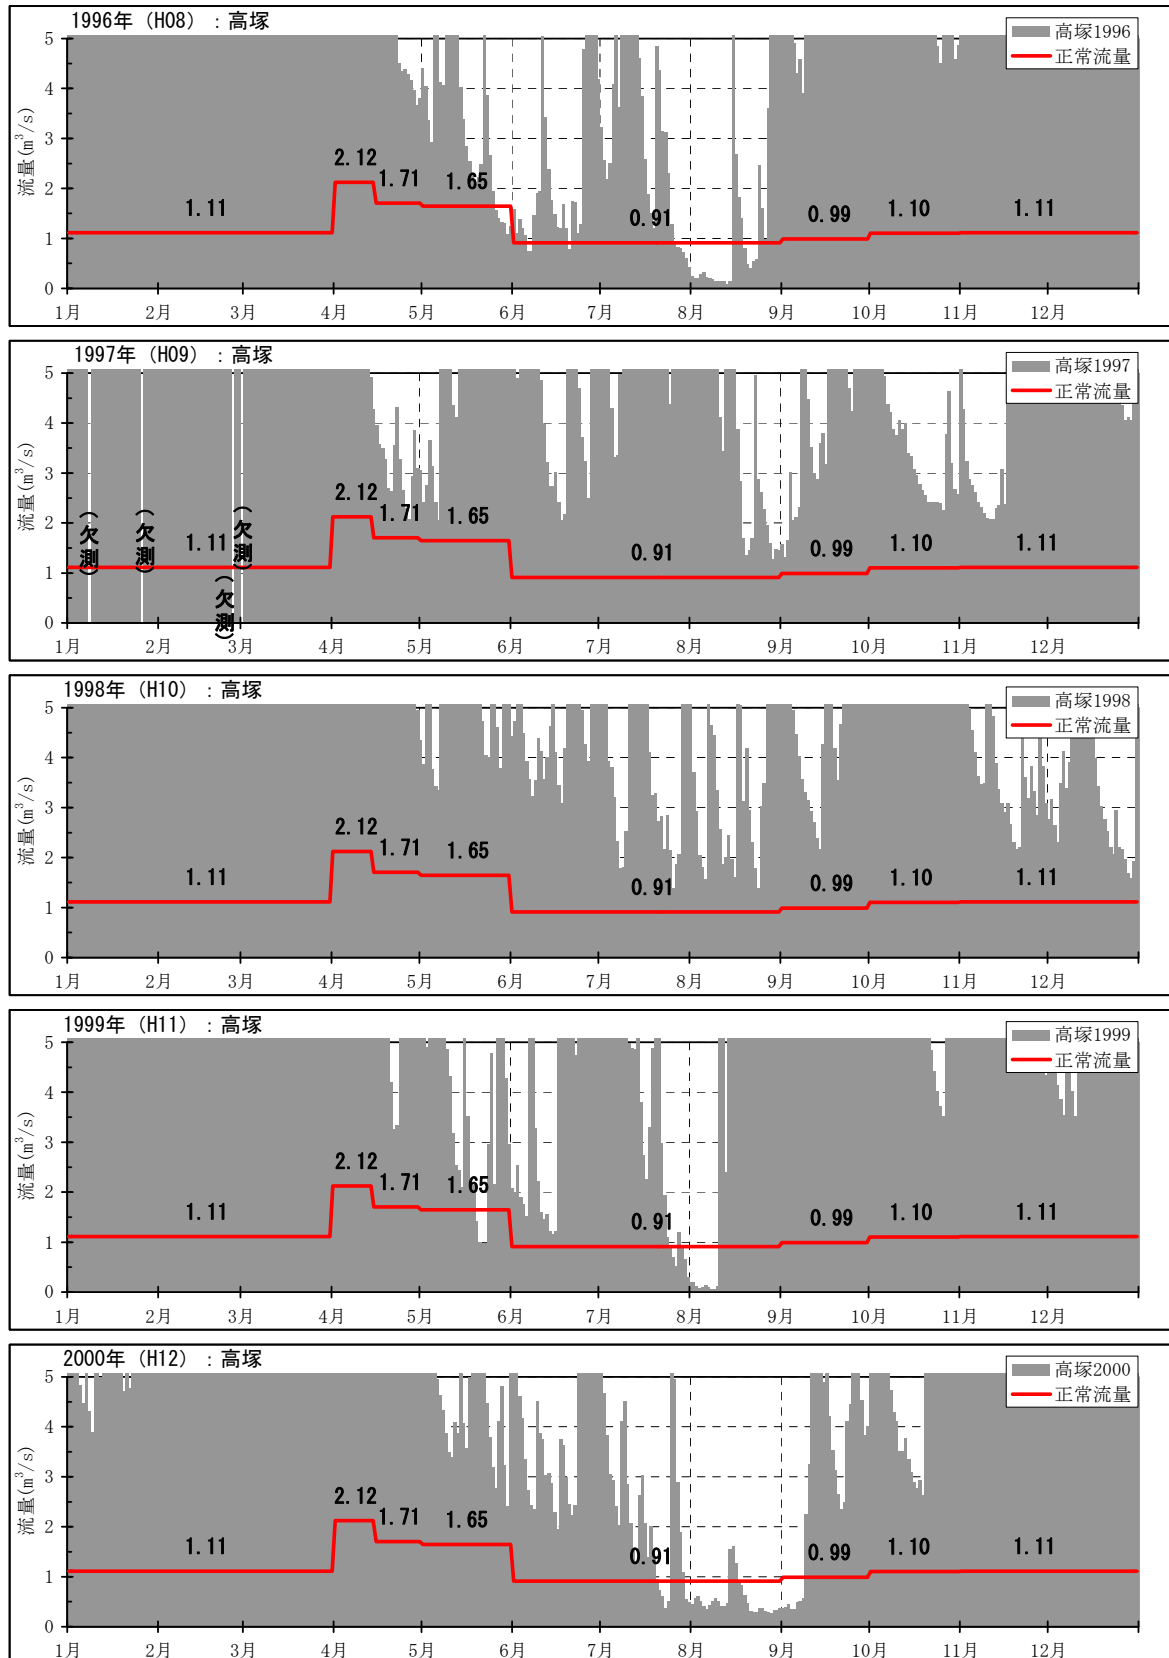 1996年（H08）：高塚
高塚1996
正常流量
流量(m³/s)
5
4
3
2
1
0
2.12
1.71
1.65
1.11
0.91
0.99
1.10
1.11
1月 2月 3月 4月 5月 6月 7月 8月 9月 10月 11月 12月
1997年（H09）：高塚
高塚1997
正常流量
流量(m³/s)
5
4
3
2
1
0
（欠測）
（欠測）
（欠測）
（欠測）
2.12
1.71
1.65
1.11
0.91
0.99
1.10
1.11
1月 2月 3月 4月 5月 6月 7月 8月 9月 10月 11月 12月
1998年（H10）：高塚
高塚1998
正常流量
流量(m³/s)
5
4
3
2
1
0
2.12
1.71
1.65
1.11
0.91
0.99
1.10
1.11
1月 2月 3月 4月 5月 6月 7月 8月 9月 10月 11月 12月
1999年（H11）：高塚
高塚1999
正常流量
流量(m³/s)
5
4
3
2
1
0
2.12
1.71
1.65
1.11
0.91
0.99
1.10
1.11
1月 2月 3月 4月 5月 6月 7月 8月 9月 10月 11月 12月
2000年（H12）：高塚
高塚2000
正常流量
流量(m³/s)
5
4
3
2
1
0
2.12
1.71
1.65
1.11
0.91
0.99
1.10
1.11
1月 2月 3月 4月 5月 6月 7月 8月 9月 10月 11月 12月